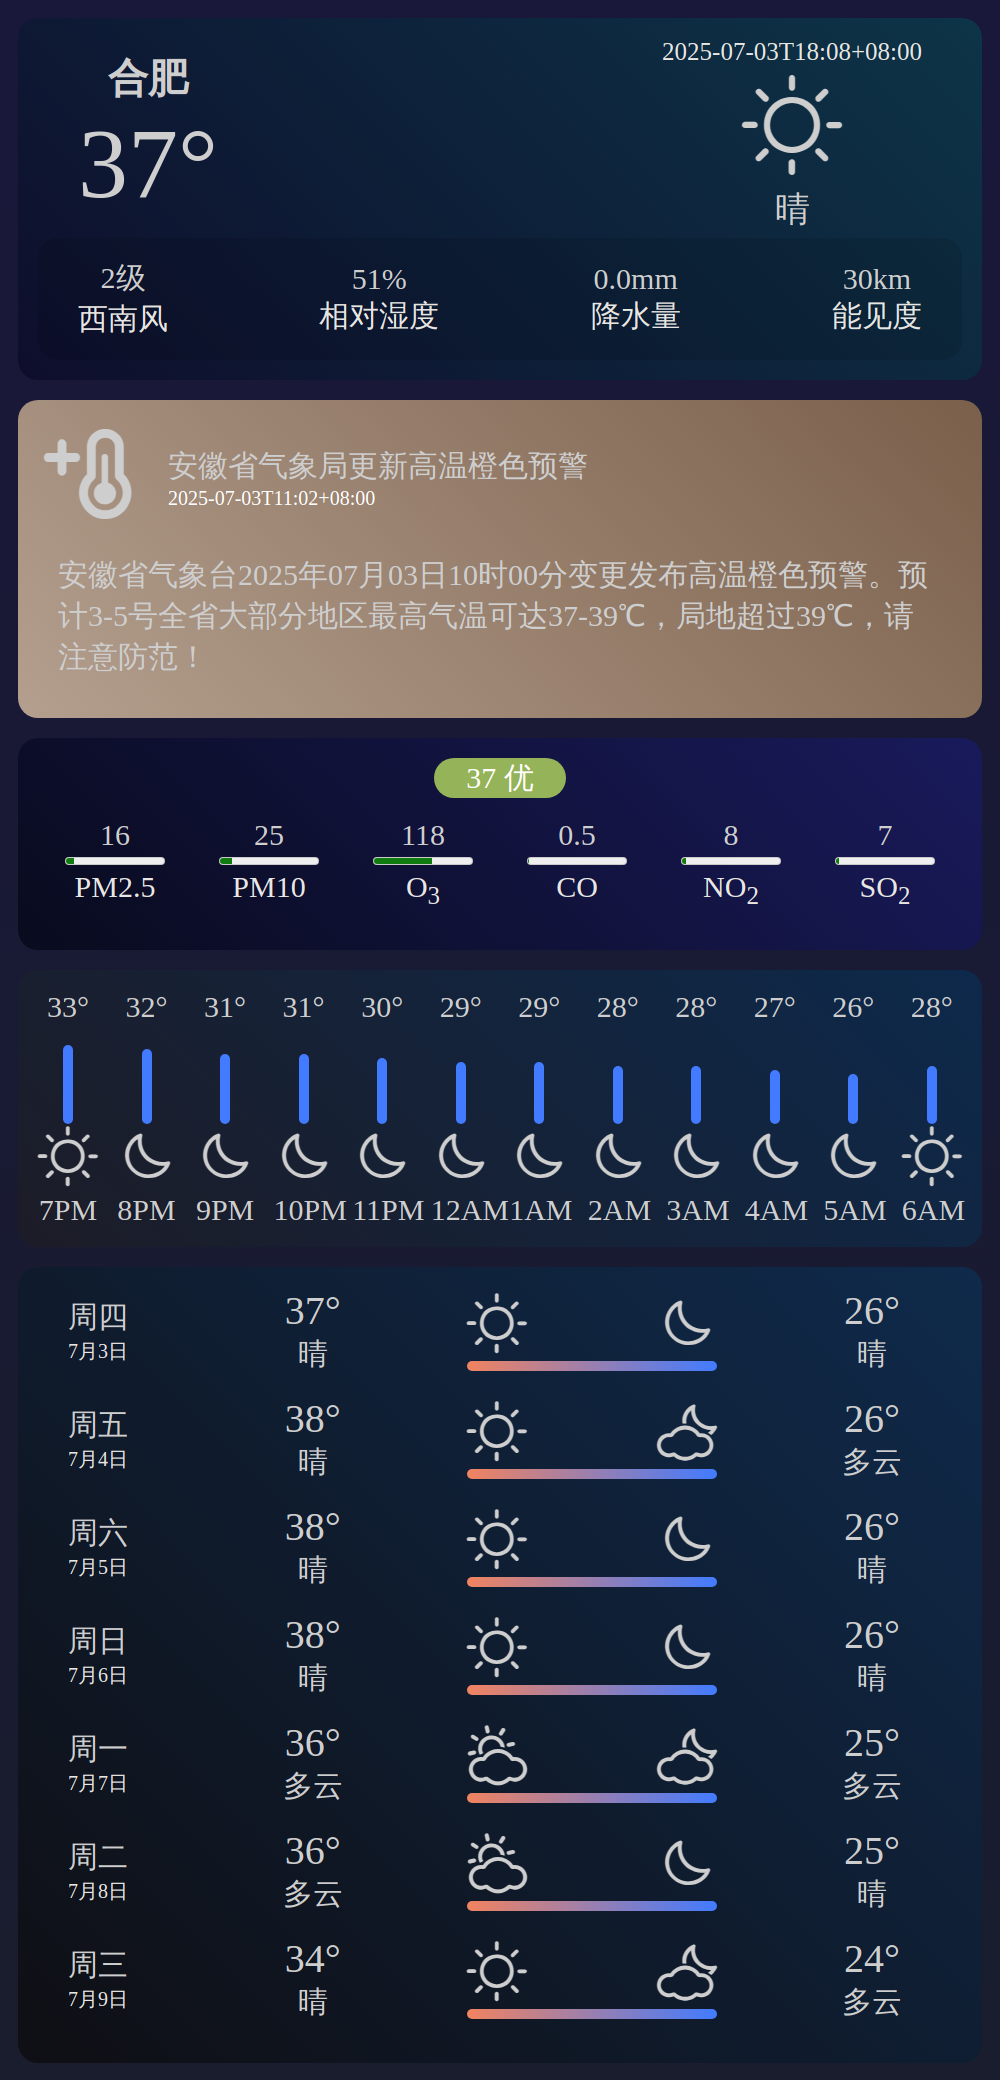 合肥
37°
2025-07-03T18:08+08:00
晴
2级 51% 0.0mm 30km
西南风 相对湿度 降水量 能见度
安徽省气象局更新高温橙色预警
2025-07-03T11:02+08:00
安徽省气象台2025年07月03日10时00分变更发布高温橙色预警。预
计3-5号全省大部分地区最高气温可达37-39℃，局地超过39℃，请
注意防范！
37 优
16 25 118 0.5 8 7
PM2.5 PM10 O3 CO NO2 SO2
33° 32° 31° 31° 30° 29° 29° 28° 28° 27° 26° 28°
7PM 8PM 9PM 10PM 11PM 12AM 1AM 2AM 3AM 4AM 5AM 6AM
周四 37° 26°
7月3日 晴 晴
周五 38° 26°
7月4日 晴 多云
周六 38° 26°
7月5日 晴 晴
周日 38° 26°
7月6日 晴 晴
周一 36° 25°
7月7日 多云 多云
周二 36° 25°
7月8日 多云 晴
周三 34° 24°
7月9日 晴 多云